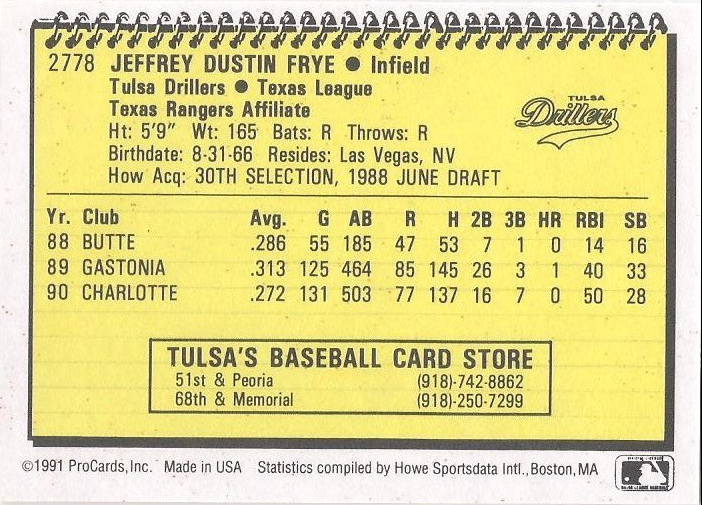 2778 JEFFREY DUSTIN FRYE ● Infield
Tulsa Drillers ● Texas League
Texas Rangers Affiliate
TULSA
Drillers
Ht: 5'9" Wt: 165 Bats: R Throws: R
Birthdate: 8-31-66 Resides: Las Vegas, NV
How Acq: 30TH SELECTION, 1988 JUNE DRAFT
Yr. Club Avg. G AB R H 2B 3B HR RBI SB
88 BUTTE .286 55 185 47 53 7 1 0 14 16
89 GASTONIA .313 125 464 85 145 26 3 1 40 33
90 CHARLOTTE .272 131 503 77 137 16 7 0 50 28
TULSA'S BASEBALL CARD STORE
51st & Peoria (918)-742-8862
68th & Memorial (918)-250-7299
©1991 ProCards, Inc. Made in USA Statistics compiled by Howe Sportsdata Intl., Boston, MA